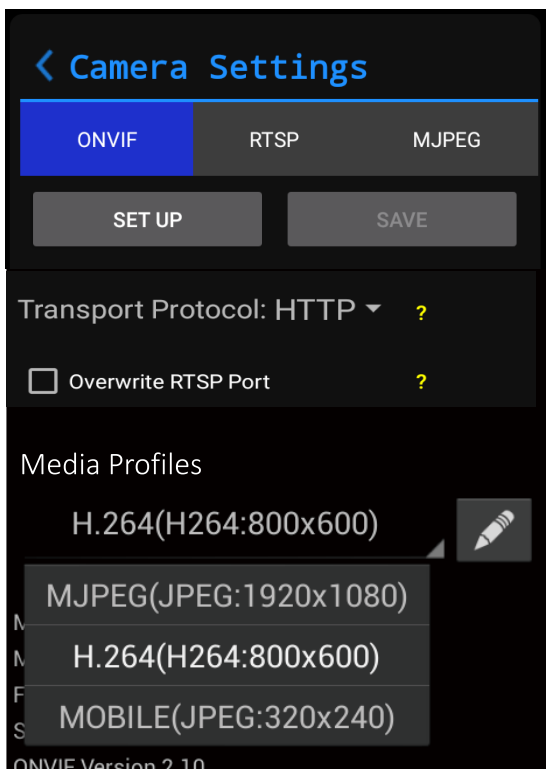 Camera Settings
ONVIF RTSP MJPEG
SET UP SAVE
Transport Protocol: HTTP ?
Overwrite RTSP Port ?
Media Profiles
H.264(H264:800x600)
MJPEG(JPEG:1920x1080)
H.264(H264:800x600)
MOBILE(JPEG:320x240)
ONVIF Version 2.10